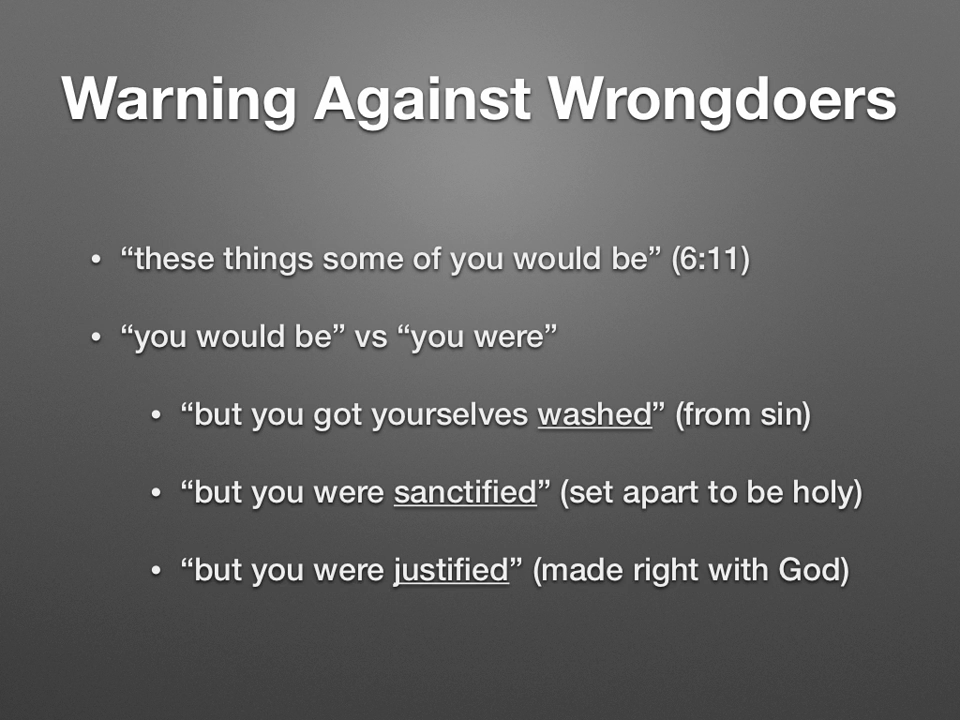 Warning Against Wrongdoers
• “these things some of you would be” (6:11)
• “you would be” vs “you were”
• “but you got yourselves washed” (from sin)
• “but you were sanctified” (set apart to be holy)
• “but you were justified” (made right with God)